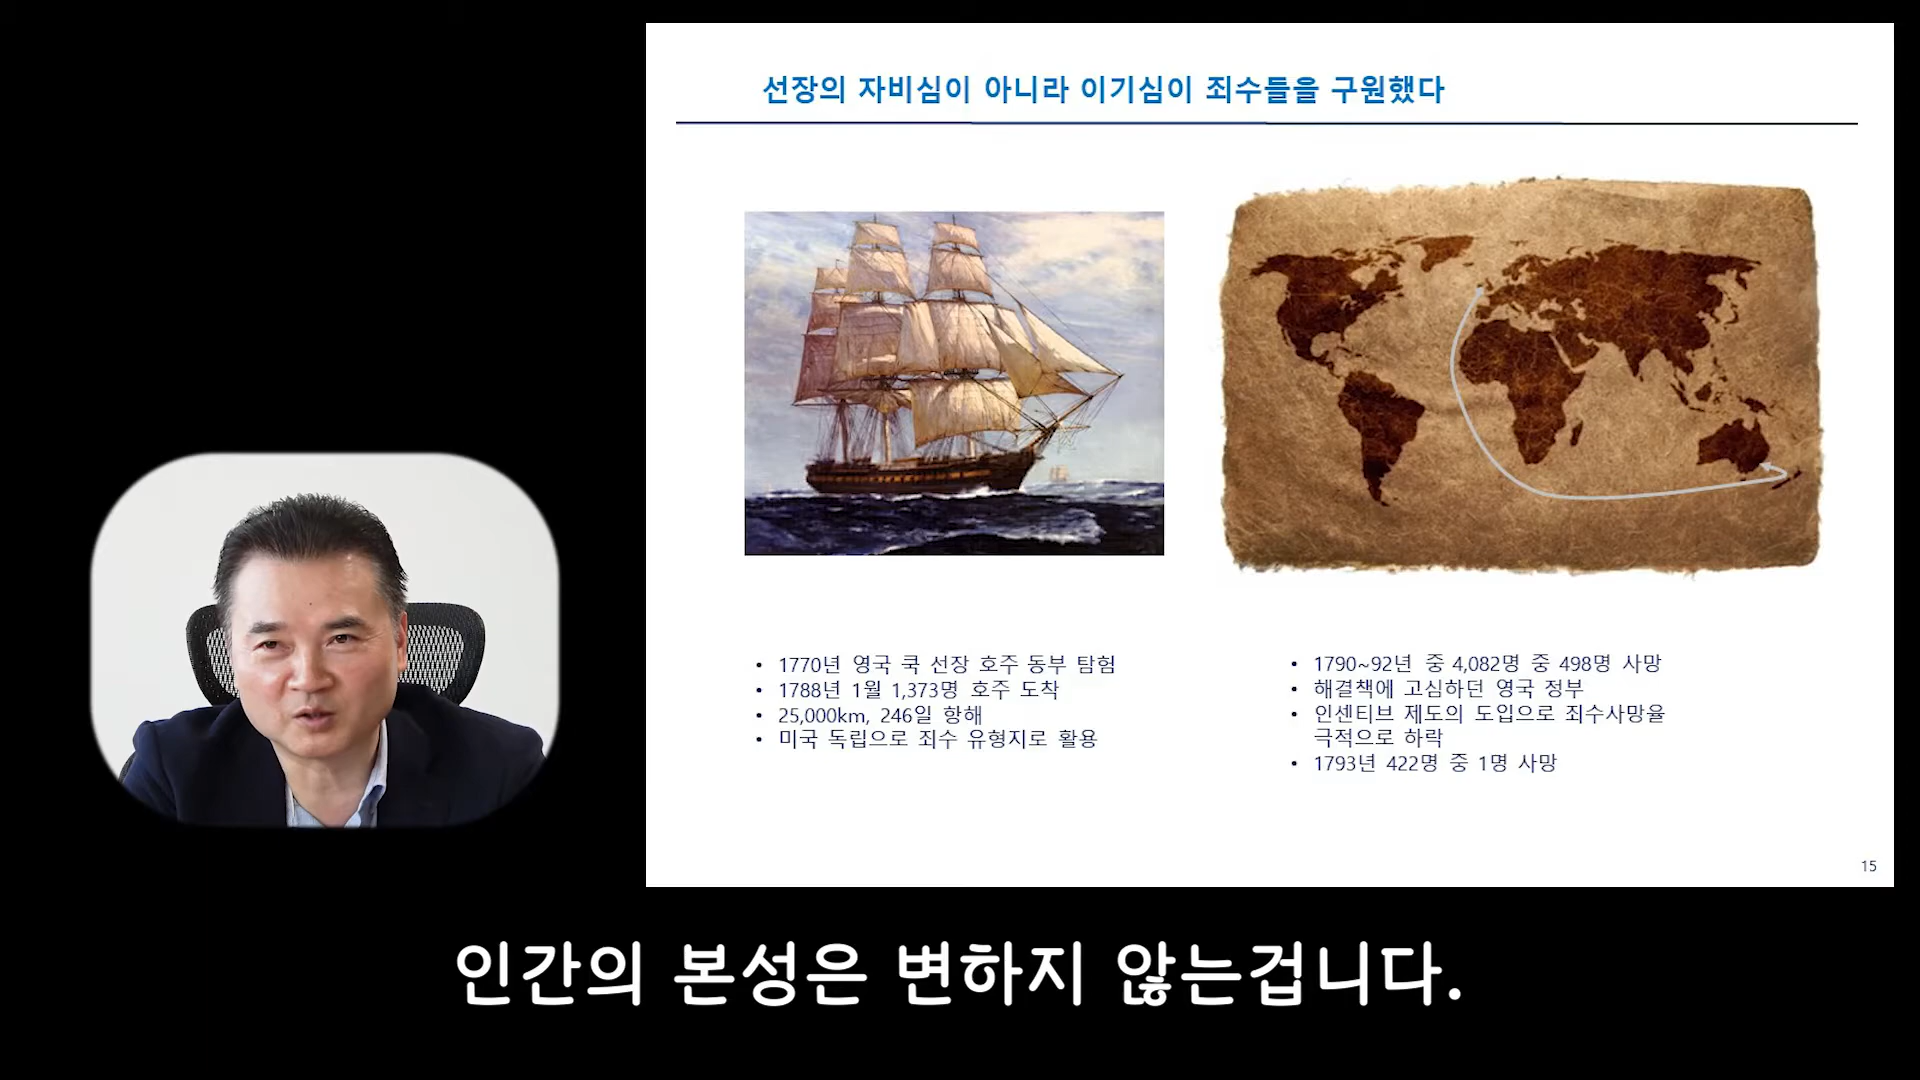 선장의 자비심이 아니라 이기심이 죄수들을 구원했다
• 1770년 영국 쿡 선장 호주 동부 탐험
• 1788년 1월 1,373명 호주 도착
• 25,000km, 246일 항해
• 미국 독립으로 죄수 유형지로 활용
• 1790~92년 중 4,082명 중 498명 사망
• 해결책에 고심하던 영국 정부
• 인센티브 제도의 도입으로 죄수사망율
극적으로 하락
• 1793년 422명 중 1명 사망
15
인간의 본성은 변하지 않는겁니다.